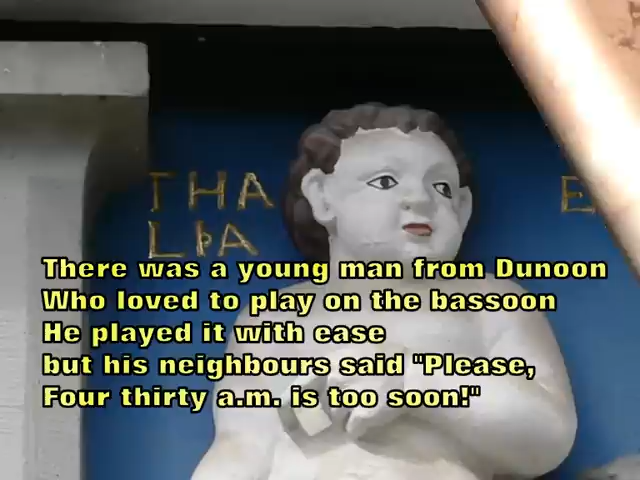 THA E
LPA
There was a young man from Dunoon
Who loved to play on the bassoon
He played it with ease
but his neighbours said "Please,
Four thirty a.m. is too soon!"